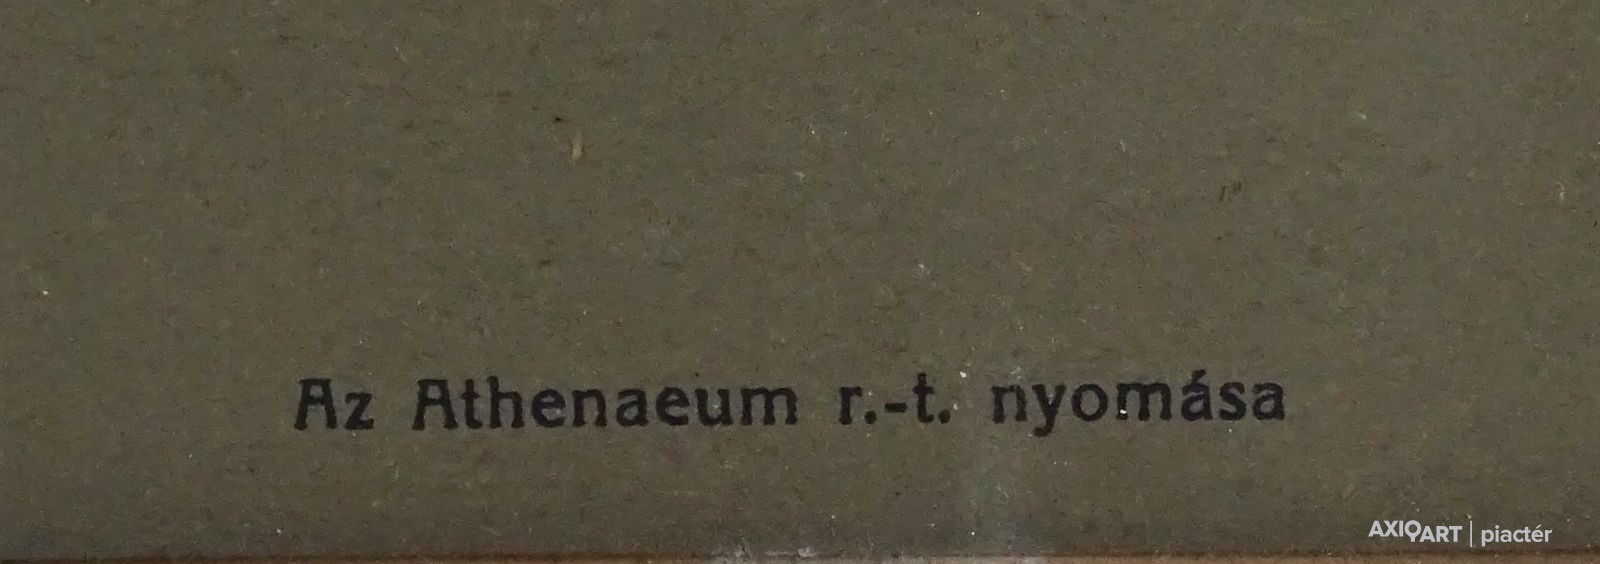 Az Athenaeum r.-t. nyomása
AXIOART | piactér